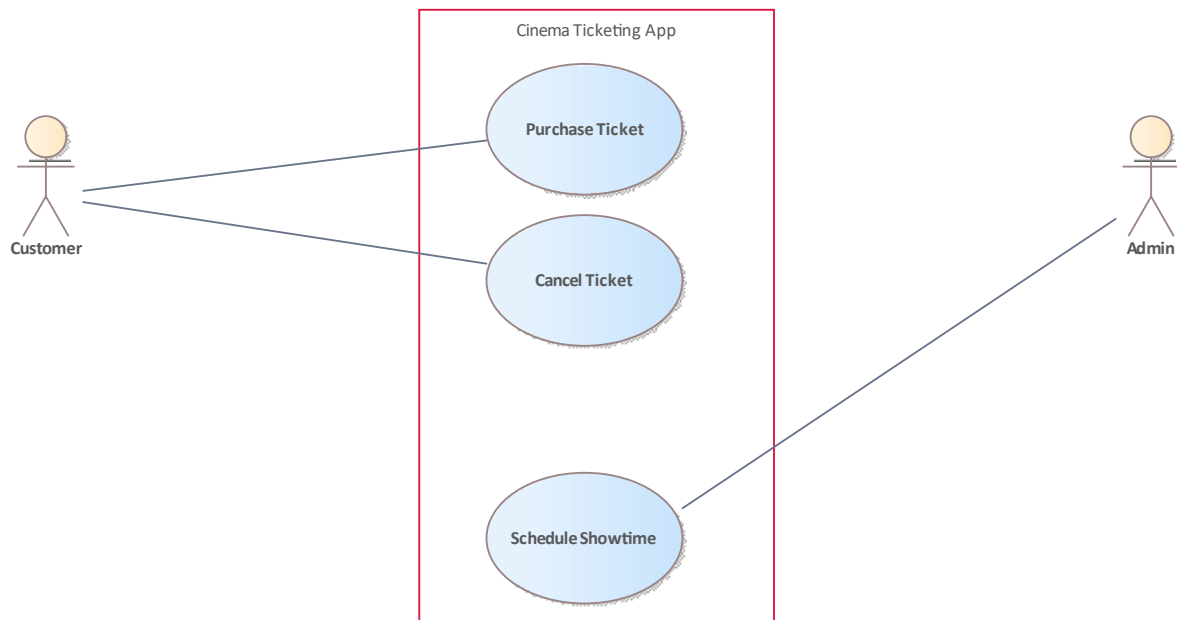 Cinema Ticketing App
Purchase Ticket
Customer
Admin
Cancel Ticket
Schedule Showtime